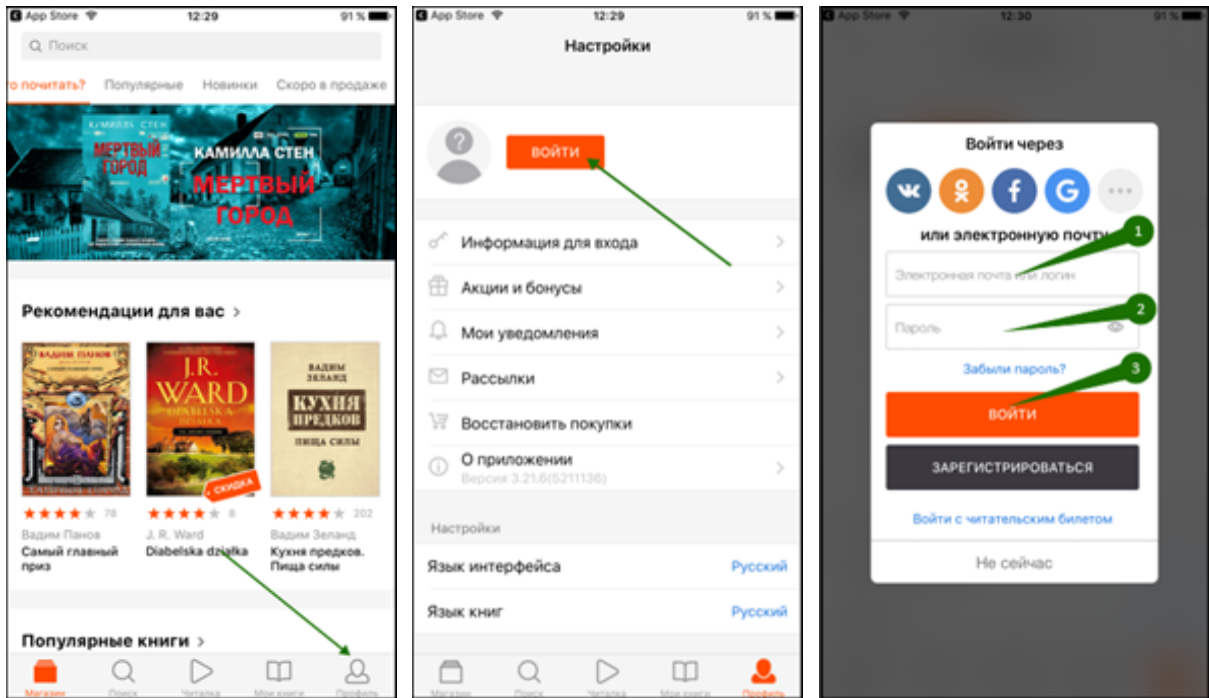 App Store 12:29 91 %
Поиск
то почитать? Популярные Новинки Скоро в продаже
КАМИЛЛА СТЕН
МЕРТВЫЙ
ГОРОД
КАМИЛЛА СТЕН
МЕРТВЫЙ
ГОРОД
Рекомендации для вас >
ВАДИМ ПАНОВ
J.R.
WARD
DIABELSKA
DZIAŁKA
СКИДКА
ВАДИМ
ЗЕЛАНД
КУХНЯ
ПРЕДКОВ
ПИЩА СИЛЫ
78
Вадим Панов
Самый главный
приз
8
J. R. Ward
Diabelska działka
202
Вадим Зеланд
Кухня предков.
Пища силы
Популярные книги >
Магазин Поиск Читалка Мои книги Профиль
App Store 12:29 91 %
Настройки
ВОЙТИ
Информация для входа
Акции и бонусы
Мои уведомления
Рассылки
Восстановить покупки
О приложении
Версия 3.21.6(5211136)
Настройки
Язык интерфейса Русский
Язык книг Русский
Магазин Поиск Читалка Мои книги Профиль
App Store 12:30 91 %
Войти через
или электронную почту
1
Электронная почта или логин
2
Пароль
Забыли пароль?
3
ВОЙТИ
ЗАРЕГИСТРИРОВАТЬСЯ
Войти с читательским билетом
Не сейчас